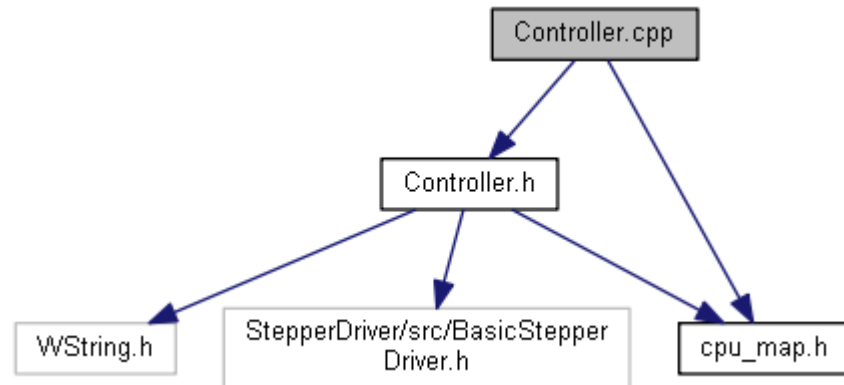 Controller.cpp
Controller.h
WString.h
StepperDriver/src/BasicStepper
Driver.h
cpu_map.h